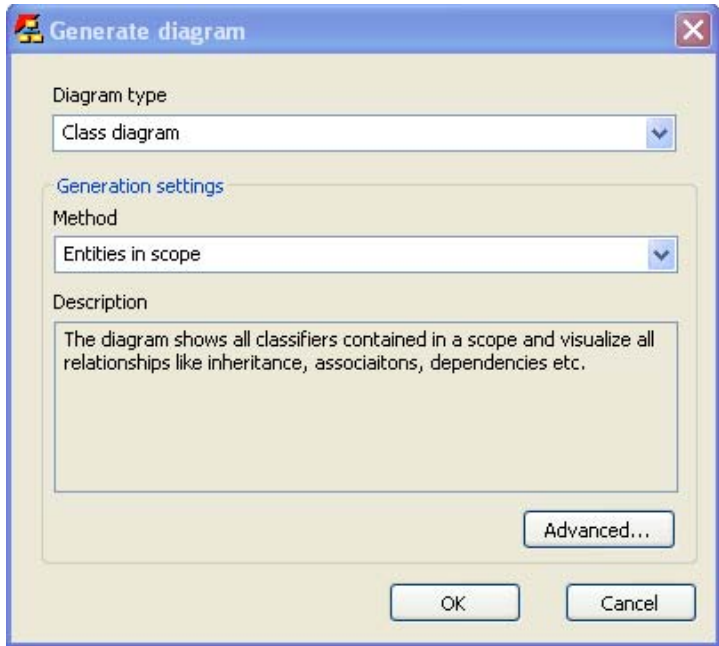 Generate diagram
Diagram type
Class diagram
Generation settings
Method
Entities in scope
Description
The diagram shows all classifiers contained in a scope and visualize all
relationships like inheritance, associaitons, dependencies etc.
Advanced...
OK
Cancel